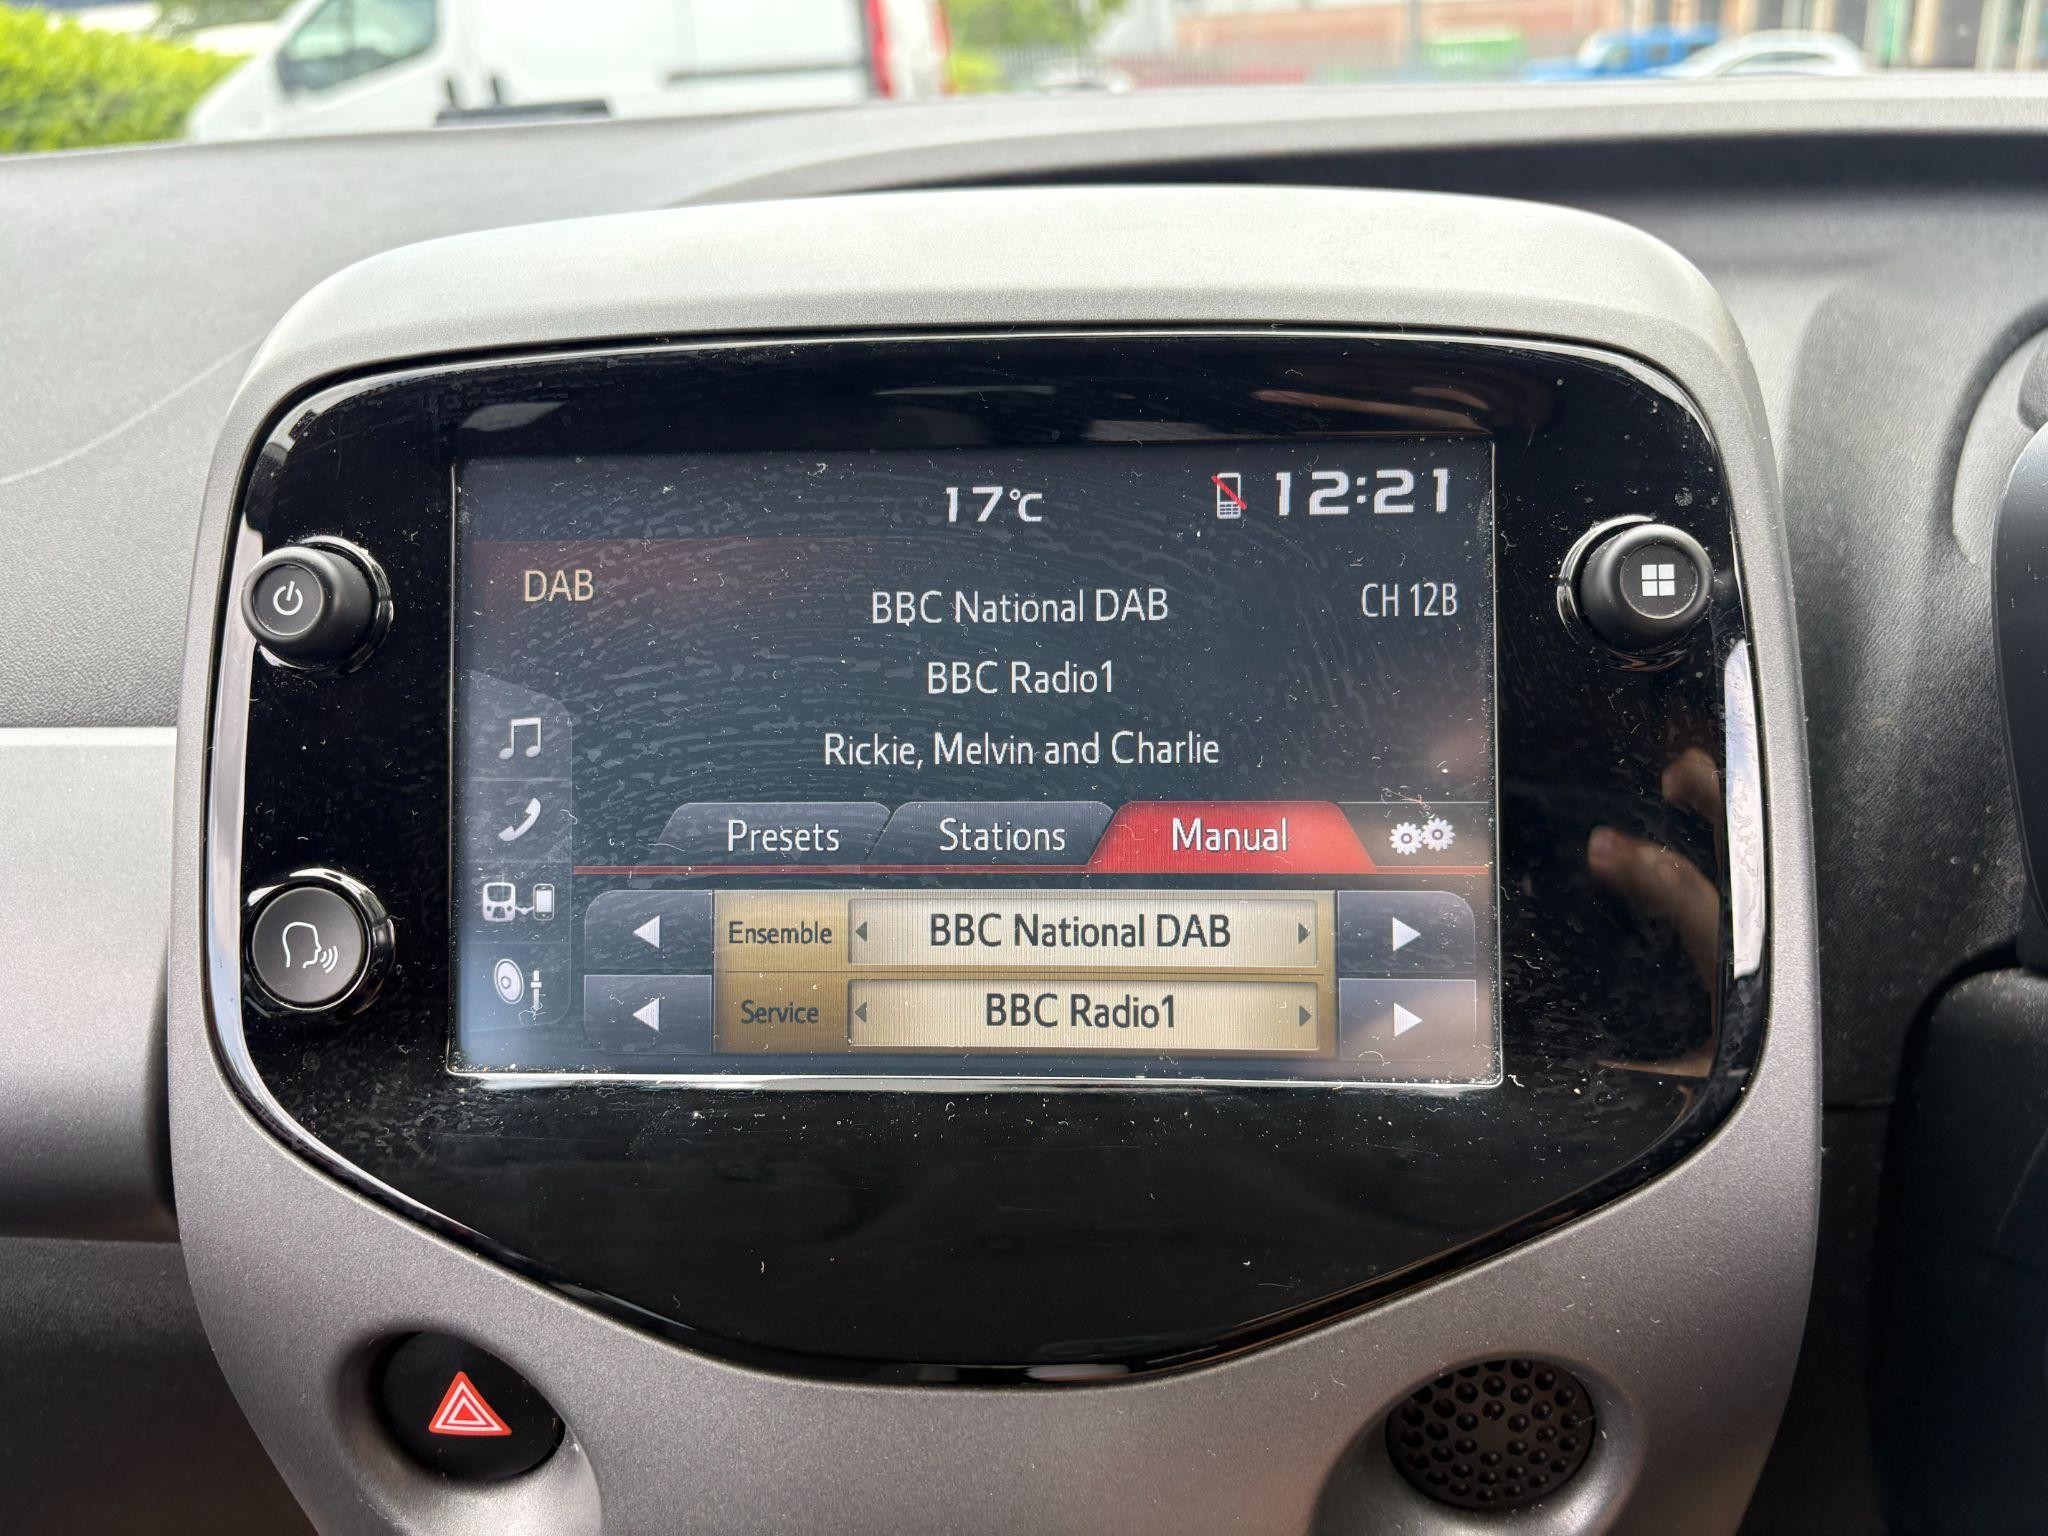 17°C
12:21
DAB
BBC National DAB
CH 12B
BBC Radio1
Rickie, Melvin and Charlie
Presets
Stations
Manual
Ensemble
BBC National DAB
Service
BBC Radio1